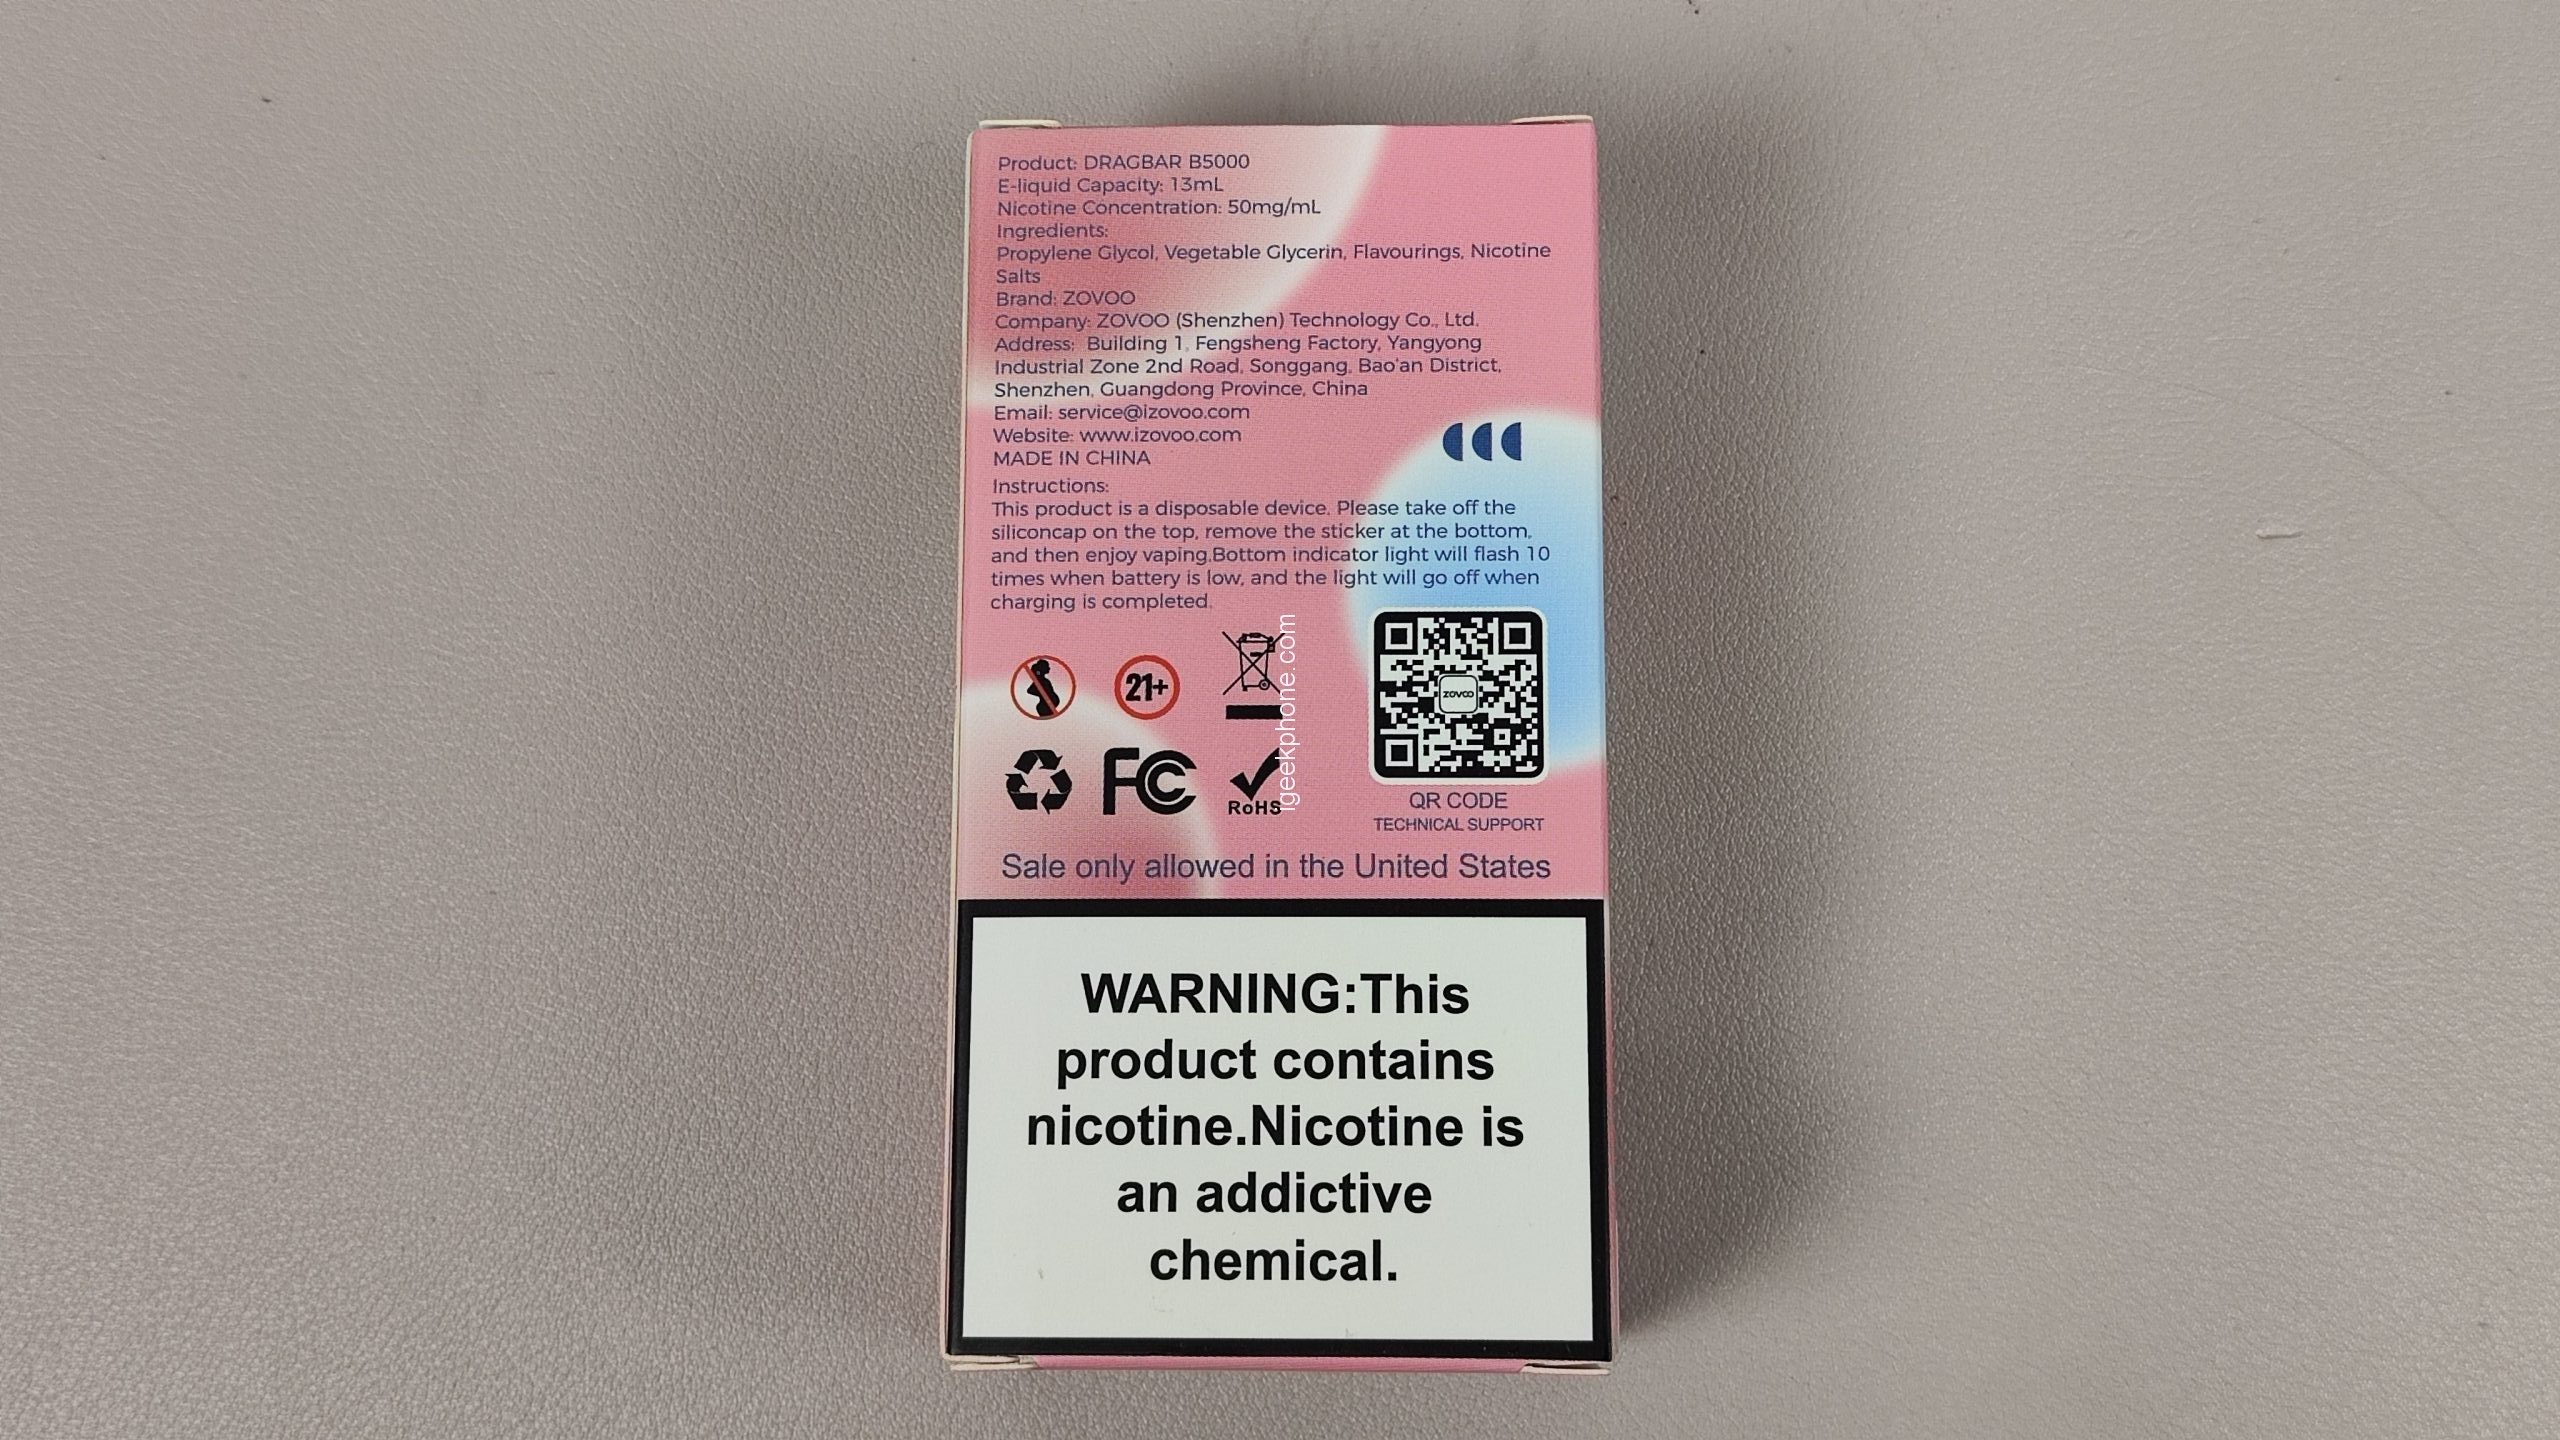 Product: DRAGBAR B5000
E-liquid Capacity: 13mL
Nicotine Concentration: 50mg/mL
Ingredients:
Propylene Glycol, Vegetable Glycerin, Flavourings, Nicotine
Salts
Brand: ZOVOO
Company: ZOVOO (Shenzhen) Technology Co., Ltd.
Address: Building 1, Fengsheng Factory, Yangyong
Industrial Zone 2nd Road, Songgang, Bao'an District,
Shenzhen, Guangdong Province, China
Email: service@izovoo.com
Website: www.izovoo.com
MADE IN CHINA
Instructions:
This product is a disposable device. Please take off the
siliconcap on the top, remove the sticker at the bottom,
and then enjoy vaping.Bottom indicator light will flash 10
times when battery is low, and the light will go off when
charging is completed.
21+
FC
RoHS
igeekphone.com
ZOVOO
QR CODE
TECHNICAL SUPPORT
Sale only allowed in the United States
WARNING:This
product contains
nicotine.Nicotine is
an addictive
chemical.